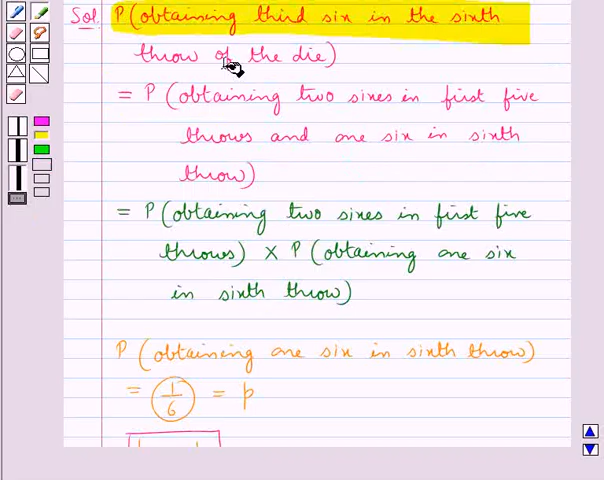 Sol. P (obtaining third six in the sixth
throw of the die)
= P (obtaining two sixes in first five
throws and one six in sixth
throw)
= P (obtaining two sixes in first five
throws) × P (obtaining one six
in sixth throw)
P (obtaining one six in sixth throw)
= 1/6 = p